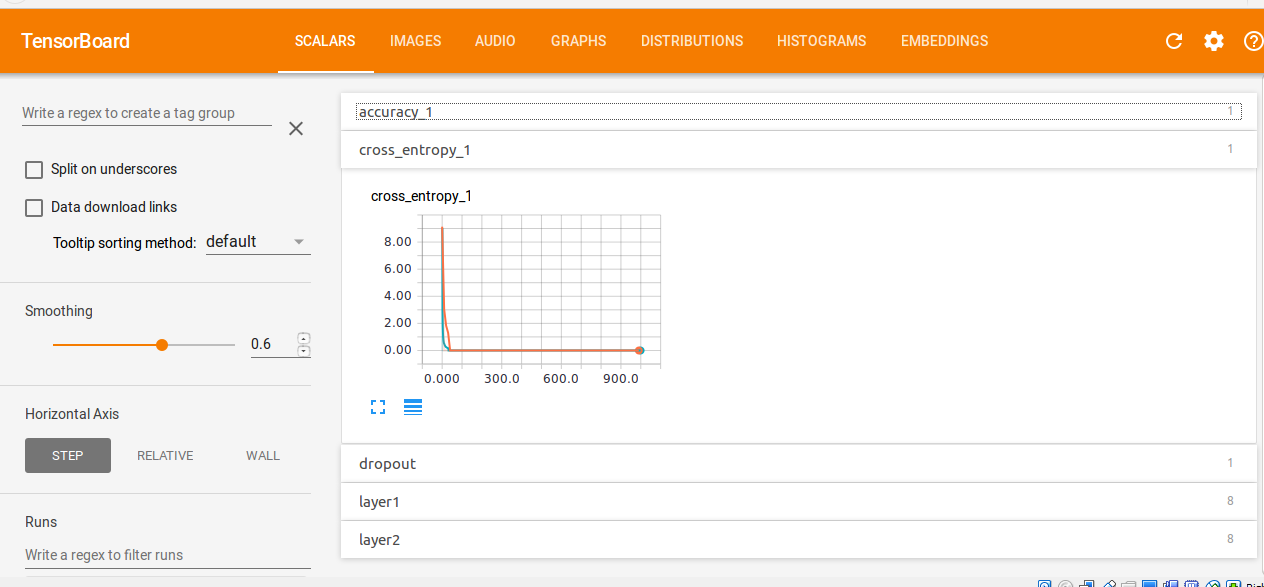 TensorBoard SCALARS IMAGES AUDIO GRAPHS DISTRIBUTIONS HISTOGRAMS EMBEDDINGS
Write a regex to create a tag group
Split on underscores
Data download links
Tooltip sorting method: default
Smoothing
0.6
Horizontal Axis
STEP RELATIVE WALL
Runs
Write a regex to filter runs
accuracy_1 1
cross_entropy_1 1
cross_entropy_1
8.00
6.00
4.00
2.00
0.00
0.000 300.0 600.0 900.0
dropout 1
layer1 8
layer2 8